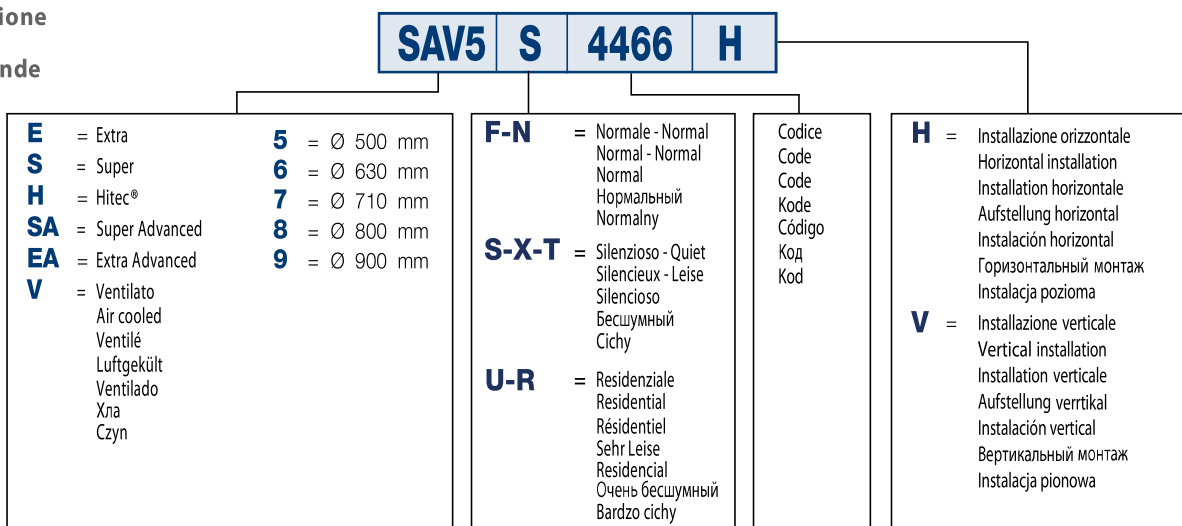 ione
nde
SAV5 S 4466 H
E = Extra
S = Super
H = Hitec®
SA = Super Advanced
EA = Extra Advanced
V = Ventilato
Air cooled
Ventilé
Luftgekült
Ventilado
Хла
Czyn
5 = Ø 500 mm
6 = Ø 630 mm
7 = Ø 710 mm
8 = Ø 800 mm
9 = Ø 900 mm
F-N = Normale - Normal
Normal - Normal
Normal
Нормальный
Normalny
S-X-T = Silenzioso - Quiet
Silencieux - Leise
Silencioso
Бесшумный
Cichy
U-R = Residenziale
Residential
Résidentiel
Sehr Leise
Residencial
Очень бесшумный
Bardzo cichy
Codice
Code
Code
Kode
Código
Код
Kod
H = Installazione orizzontale
Horizontal installation
Installation horizontale
Aufstellung horizontal
Instalación horizontal
Горизонтальный монтаж
Instalacja pozioma
V = Installazione verticale
Vertical installation
Installation verticale
Aufstellung verrtikal
Instalación vertical
Вертикальный монтаж
Instalacja pionowa